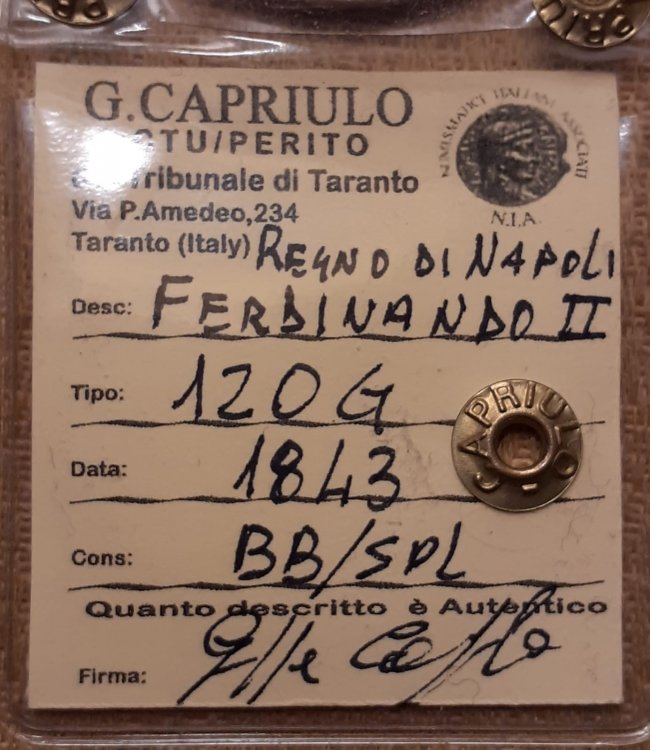 G.CAPRIULO
CTU/PERITO
Tribunale di Taranto
Via P.Amedeo,234
Taranto (Italy)
NUMISMATICI ITALIANI ASSOCIATI
N.I.A.
REGNO DI NAPOLI
Desc: FERDINANDO II
Tipo: 120 G
Data: 1843
CAPRIULO
Cons: BB/SPL
Quanto descritto è Autentico
Firma: